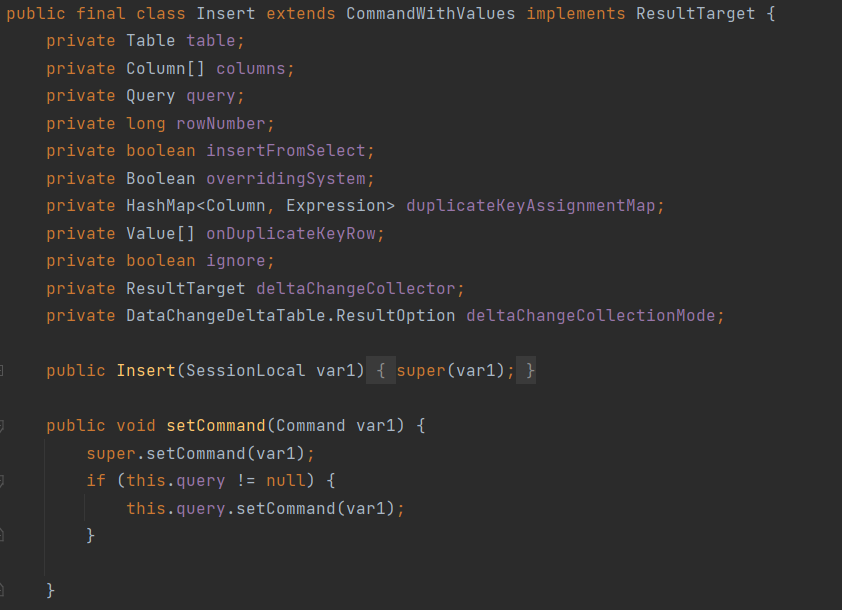 public final class Insert extends CommandWithValues implements ResultTarget {
    private Table table;
    private Column[] columns;
    private Query query;
    private long rowNumber;
    private boolean insertFromSelect;
    private Boolean overridingSystem;
    private HashMap<Column, Expression> duplicateKeyAssignmentMap;
    private Value[] onDuplicateKeyRow;
    private boolean ignore;
    private ResultTarget deltaChangeCollector;
    private DataChangeDeltaTable.ResultOption deltaChangeCollectionMode;

    public Insert(SessionLocal var1) { super(var1); }

    public void setCommand(Command var1) {
        super.setCommand(var1);
        if (this.query != null) {
            this.query.setCommand(var1);
        }

    }